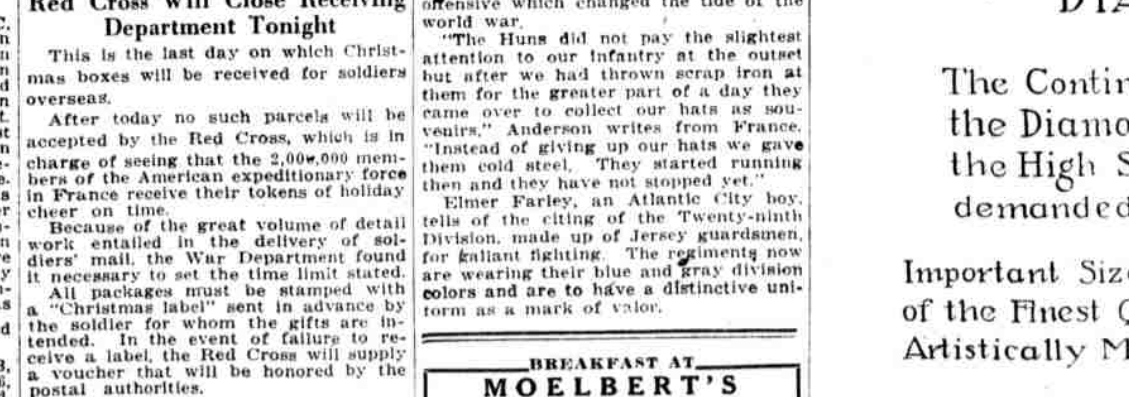 Red Cross Will Close Receiving
Department Tonight
This is the last day on which Christ-
mas boxes will be received for soldiers
overseas.
After today no such parcels will be
accepted by the Red Cross, which is in
charge of seeing that the 2,000,000 mem-
bers of the American expeditionary force
in France receive their tokens of holiday
cheer on time.
Because of the great volume of detail
work entailed in the delivery of sol-
diers' mail, the War Department found
it necessary to set the time limit stated.
All packages must be stamped with
a "Christmas label" sent in advance by
the soldier for whom the gifts are in-
tended. In the event of failure to re-
ceive a label, the Red Cross will supply
a voucher that will be honored by the
postal authorities.
offensive which changed the tide of the
world war.
"The Huns did not pay the slightest
attention to our infantry at the outset
but after we had thrown scrap iron at
them for the greater part of a day they
came over to collect our hats as sou-
venirs," Anderson writes from France.
"Instead of giving up our hats we gave
them cold steel. They started running
then and they have not stopped yet."
Elmer Farley, an Atlantic City boy,
tells of the citing of the Twenty-ninth
Division, made up of Jersey guardsmen,
for gallant fighting. The regiments now
are wearing their blue and gray division
colors and are to have a distinctive uni-
form as a mark of valor.
BREAKFAST AT
MOELBERT'S
The Contin
the Diamo
the High S
demanded
Important Siz
of the Finest
Artistically M